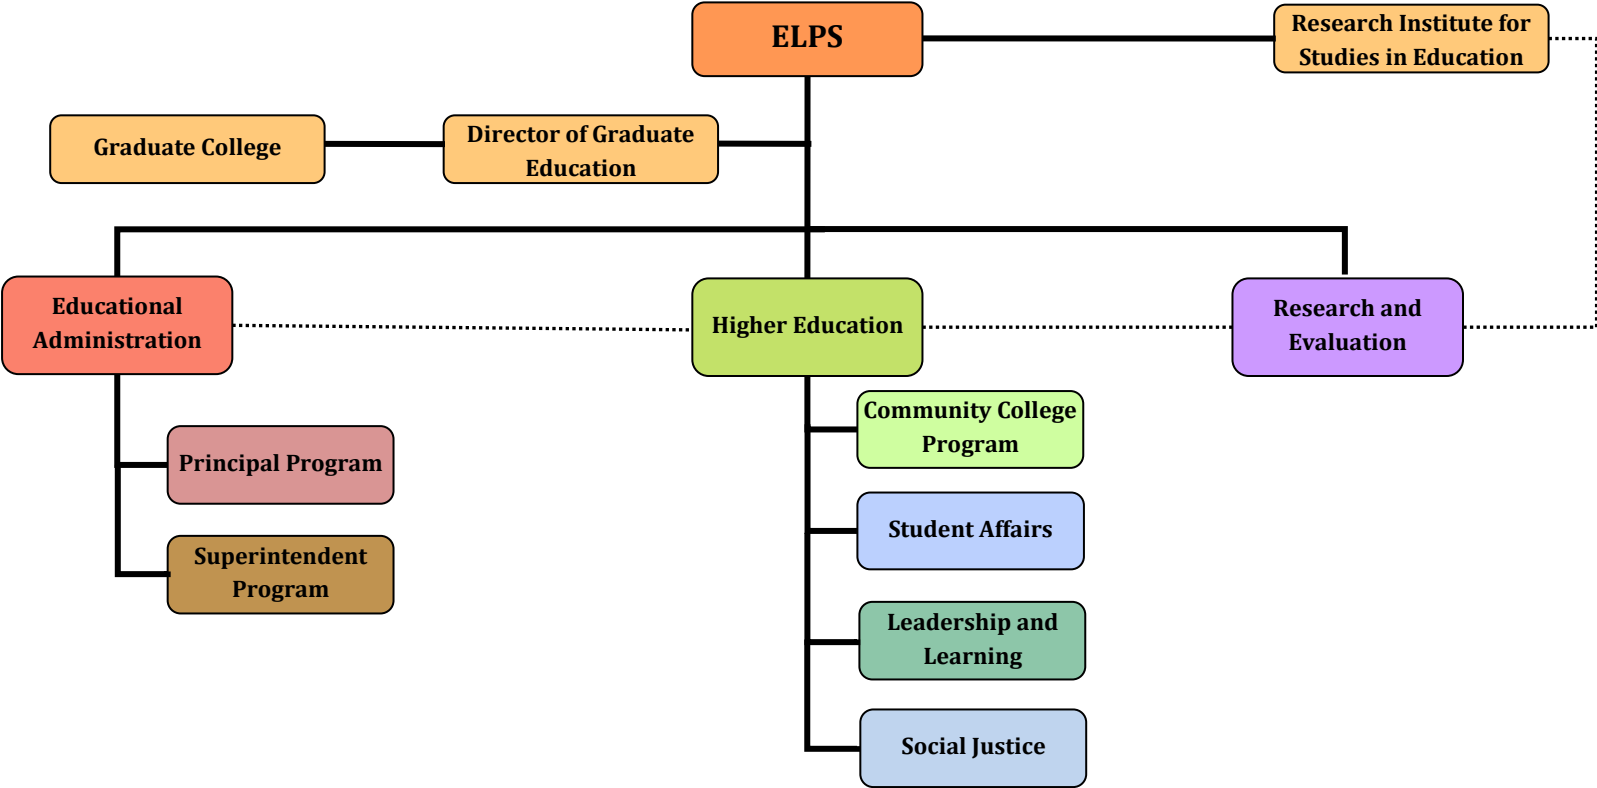 ELPS
Research Institute for
Studies in Education
Graduate College
Director of Graduate
Education
Educational
Administration
Higher Education
Research and
Evaluation
Principal Program
Superintendent
Program
Community College
Program
Student Affairs
Leadership and
Learning
Social Justice